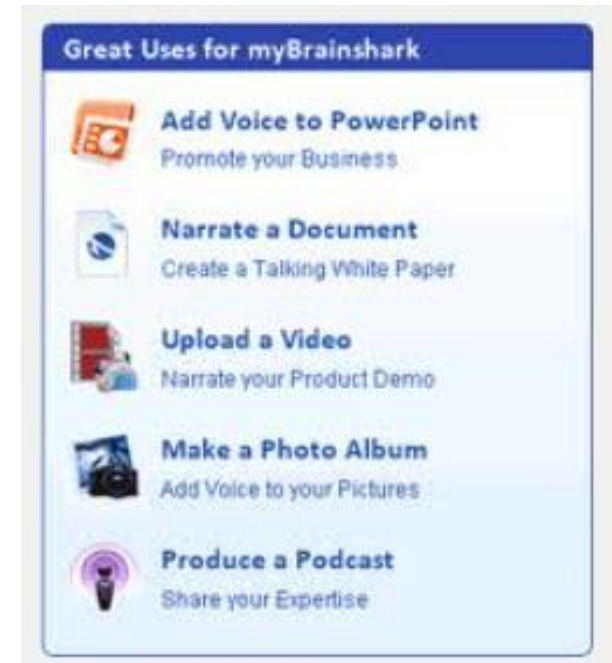 Great Uses for myBrainshark
Add Voice to PowerPoint
Promote your Business
Narrate a Document
Create a Talking White Paper
Upload a Video
Narrate your Product Demo
Make a Photo Album
Add Voice to your Pictures
Produce a Podcast
Share your Expertise